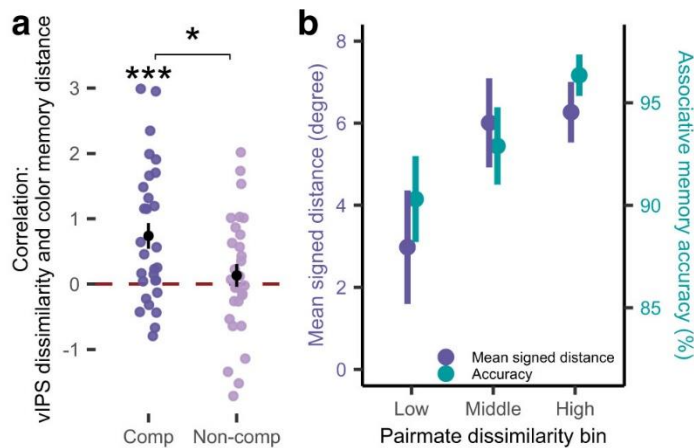 a
*
***
Correlation:
vIPS dissimilarity and color memory distance
3
2
1
0
-1
Comp
Non-comp
b
Mean signed distance (degree)
8
6
4
2
0
Associative
memory accuracy (%)
95
90
85
Mean signed distance
Accuracy
Low
Middle
High
Pairmate dissimilarity bin